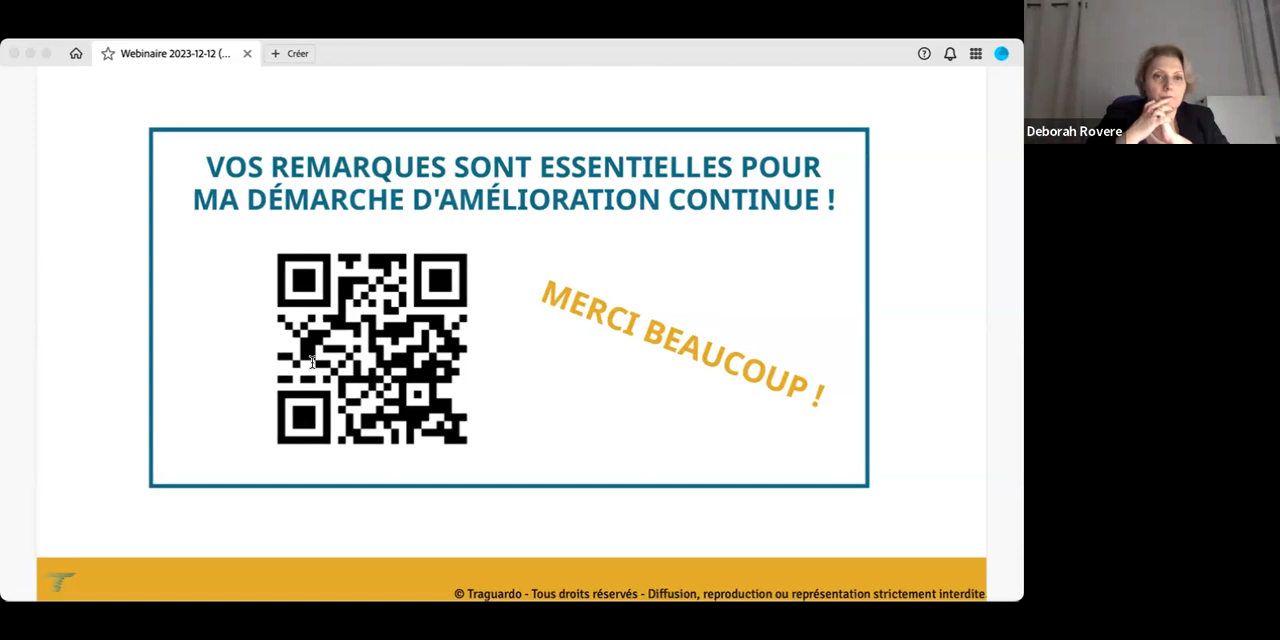 Webinaire 2023-12-12 (...
Créer
Deborah Rovere
VOS REMARQUES SONT ESSENTIELLES POUR
MA DÉMARCHE D'AMÉLIORATION CONTINUE !
MERCI BEAUCOUP !
© Traguardo - Tous droits réservés - Diffusion, reproduction ou représentation strictement interdite